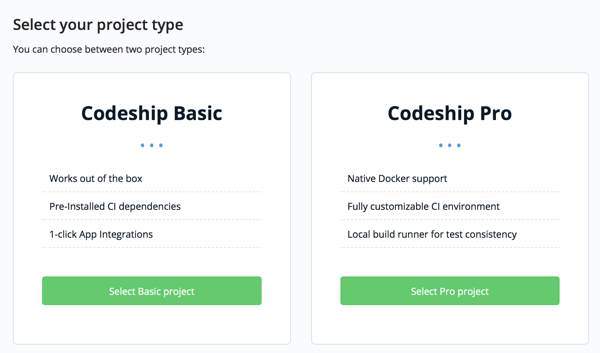 Select your project type
You can choose between two project types:
Codeship Basic
Works out of the box
Pre-Installed CI dependencies
1-click App Integrations
Select Basic project
Codeship Pro
Native Docker support
Fully customizable CI environment
Local build runner for test consistency
Select Pro project